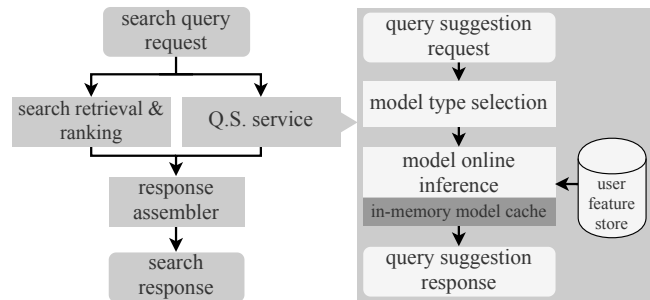 search query
request
search retrieval &
ranking
Q.S. service
response
assembler
search
response
query suggestion
request
model type selection
model online
inference
in-memory model cache
user
feature
store
query suggestion
response